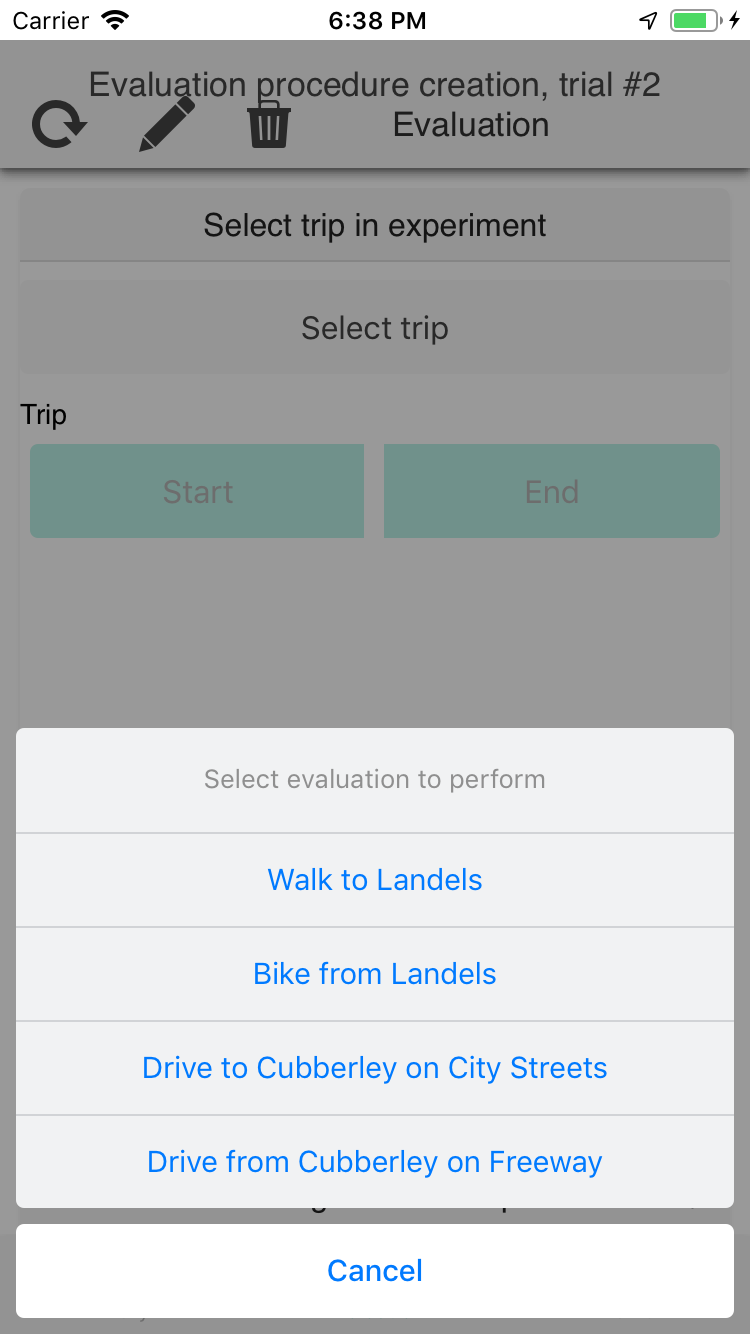 Carrier 6:38 PM
Evaluation procedure creation, trial #2
Evaluation
Select trip in experiment
Select trip
Trip
Start End
Select evaluation to perform
Walk to Landels
Bike from Landels
Drive to Cubberley on City Streets
Drive from Cubberley on Freeway
Cancel